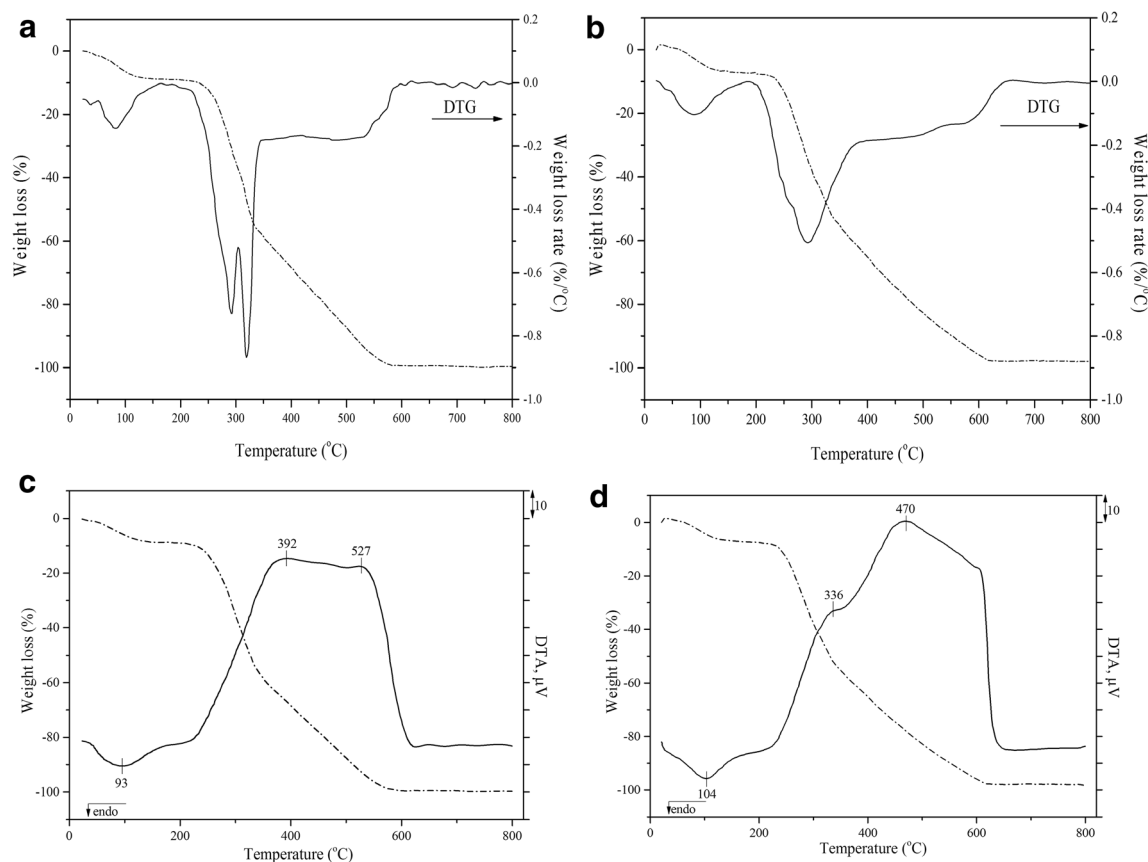 a
0
-20
-40
-60
-80
-100
Weight loss (%)
0 100 200 300 400 500 600 700 800
Temperature (°C)
0.2
0.0
-0.2
-0.4
-0.6
-0.8
-1.0
Weight loss rate (%/°C)
DTG
b
0
-20
-40
-60
-80
-100
Weight loss (%)
0 100 200 300 400 500 600 700 800
Temperature (°C)
0.2
0.0
-0.2
-0.4
-0.6
-0.8
-1.0
Weight loss rate (%/°C)
DTG
c
0
-20
-40
-60
-80
-100
Weight loss (%)
0 200 400 600 800
Temperature (°C)
10
DTA, µV
392
527
93
endo
d
0
-20
-40
-60
-80
-100
Weight loss (%)
0 200 400 600 800
Temperature (°C)
10
DTA, µV
470
336
104
endo